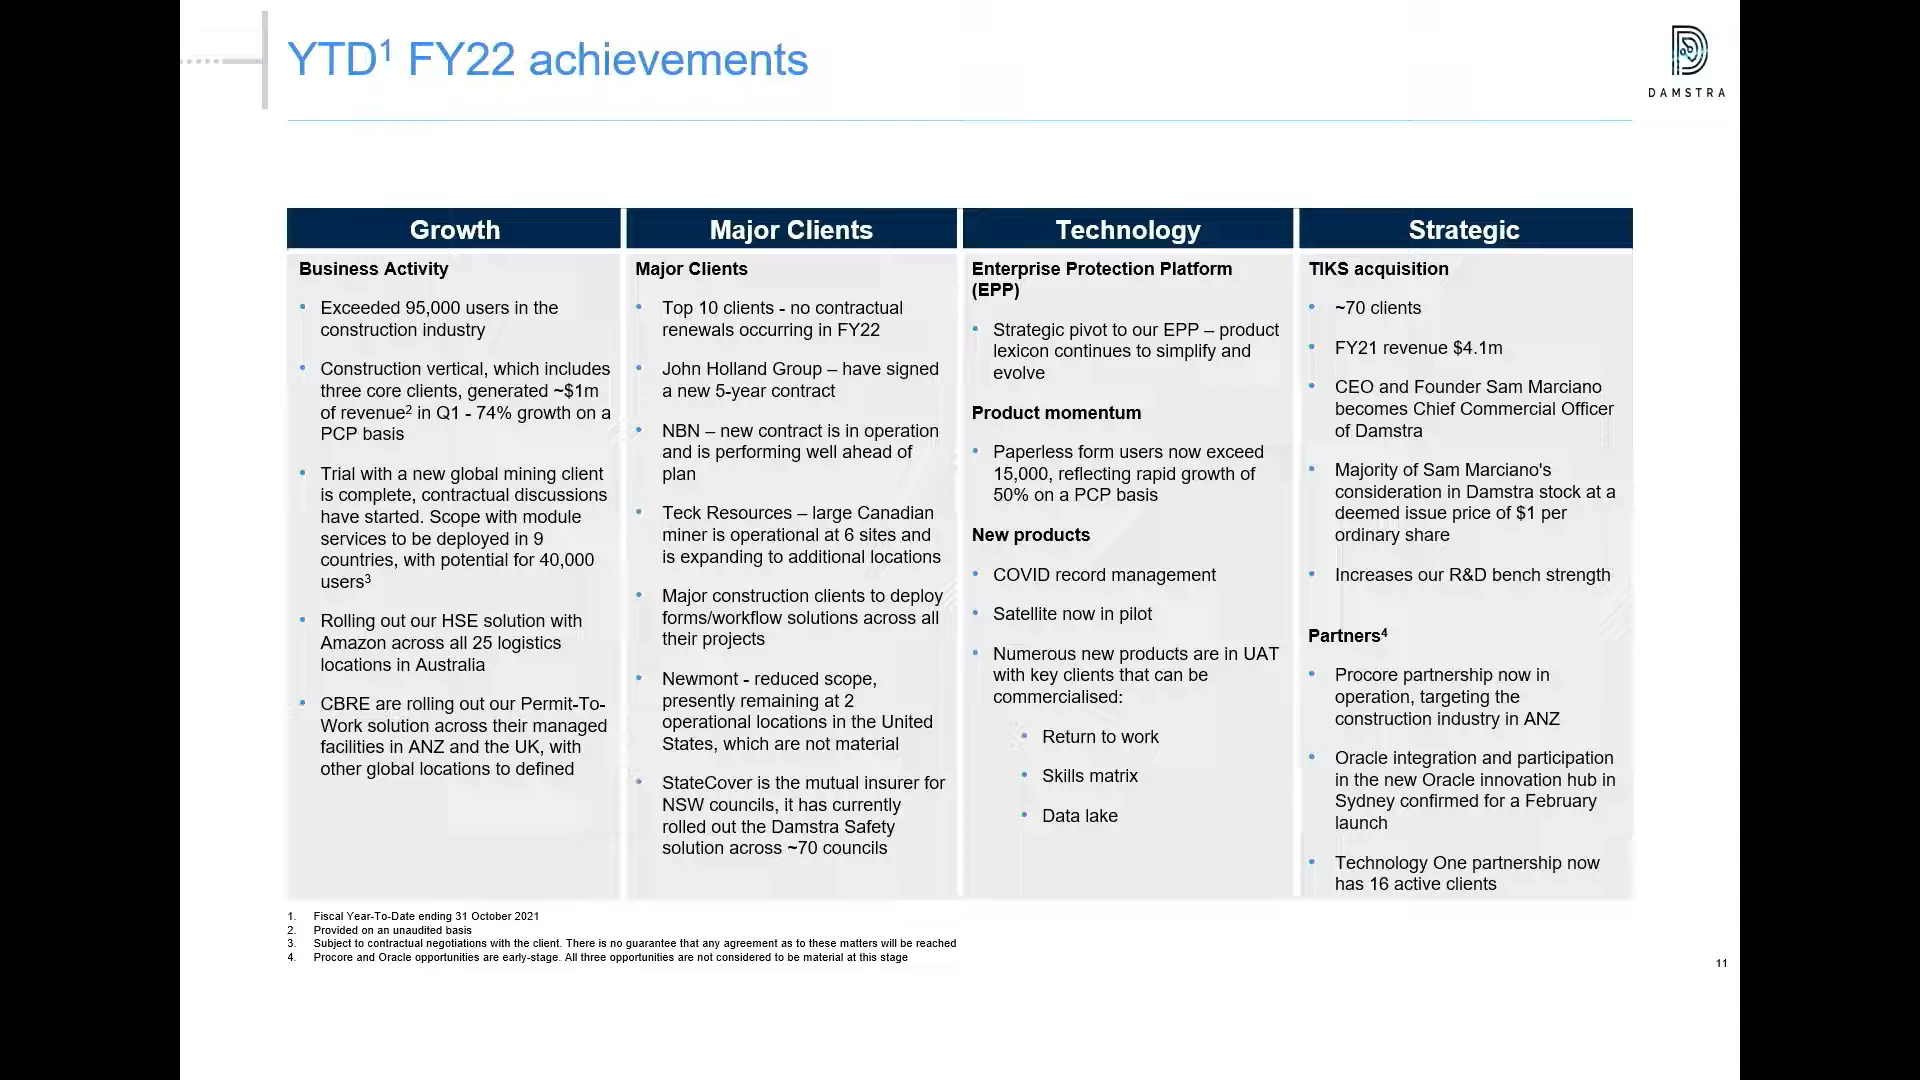 YTD¹ FY22 achievements
DAMSTRA
Growth
Business Activity
• Exceeded 95,000 users in the
construction industry
• Construction vertical, which includes
three core clients, generated ~$1m
of revenue² in Q1 - 74% growth on a
PCP basis
• Trial with a new global mining client
is complete, contractual discussions
have started. Scope with module
services to be deployed in 9
countries, with potential for 40,000
users³
• Rolling out our HSE solution with
Amazon across all 25 logistics
locations in Australia
• CBRE are rolling out our Permit-To-
Work solution across their managed
facilities in ANZ and the UK, with
other global locations to defined
Major Clients
Major Clients
• Top 10 clients - no contractual
renewals occurring in FY22
• John Holland Group – have signed
a new 5-year contract
• NBN – new contract is in operation
and is performing well ahead of
plan
• Teck Resources – large Canadian
miner is operational at 6 sites and
is expanding to additional locations
• Major construction clients to deploy
forms/workflow solutions across all
their projects
• Newmont - reduced scope,
presently remaining at 2
operational locations in the United
States, which are not material
• StateCover is the mutual insurer for
NSW councils, it has currently
rolled out the Damstra Safety
solution across ~70 councils
Technology
Enterprise Protection Platform
(EPP)
• Strategic pivot to our EPP – product
lexicon continues to simplify and
evolve
Product momentum
• Paperless form users now exceed
15,000, reflecting rapid growth of
50% on a PCP basis
New products
• COVID record management
• Satellite now in pilot
• Numerous new products are in UAT
with key clients that can be
commercialised:
• Return to work
• Skills matrix
• Data lake
Strategic
TIKS acquisition
• ~70 clients
• FY21 revenue $4.1m
• CEO and Founder Sam Marciano
becomes Chief Commercial Officer
of Damstra
• Majority of Sam Marciano's
consideration in Damstra stock at a
deemed issue price of $1 per
ordinary share
• Increases our R&D bench strength
Partners⁴
• Procore partnership now in
operation, targeting the
construction industry in ANZ
• Oracle integration and participation
in the new Oracle innovation hub in
Sydney confirmed for a February
launch
• Technology One partnership now
has 16 active clients
1. Fiscal Year-To-Date ending 31 October 2021
2. Provided on an unaudited basis
3. Subject to contractual negotiations with the client. There is no guarantee that any agreement as to these matters will be reached
4. Procore and Oracle opportunities are early-stage. All three opportunities are not considered to be material at this stage
11